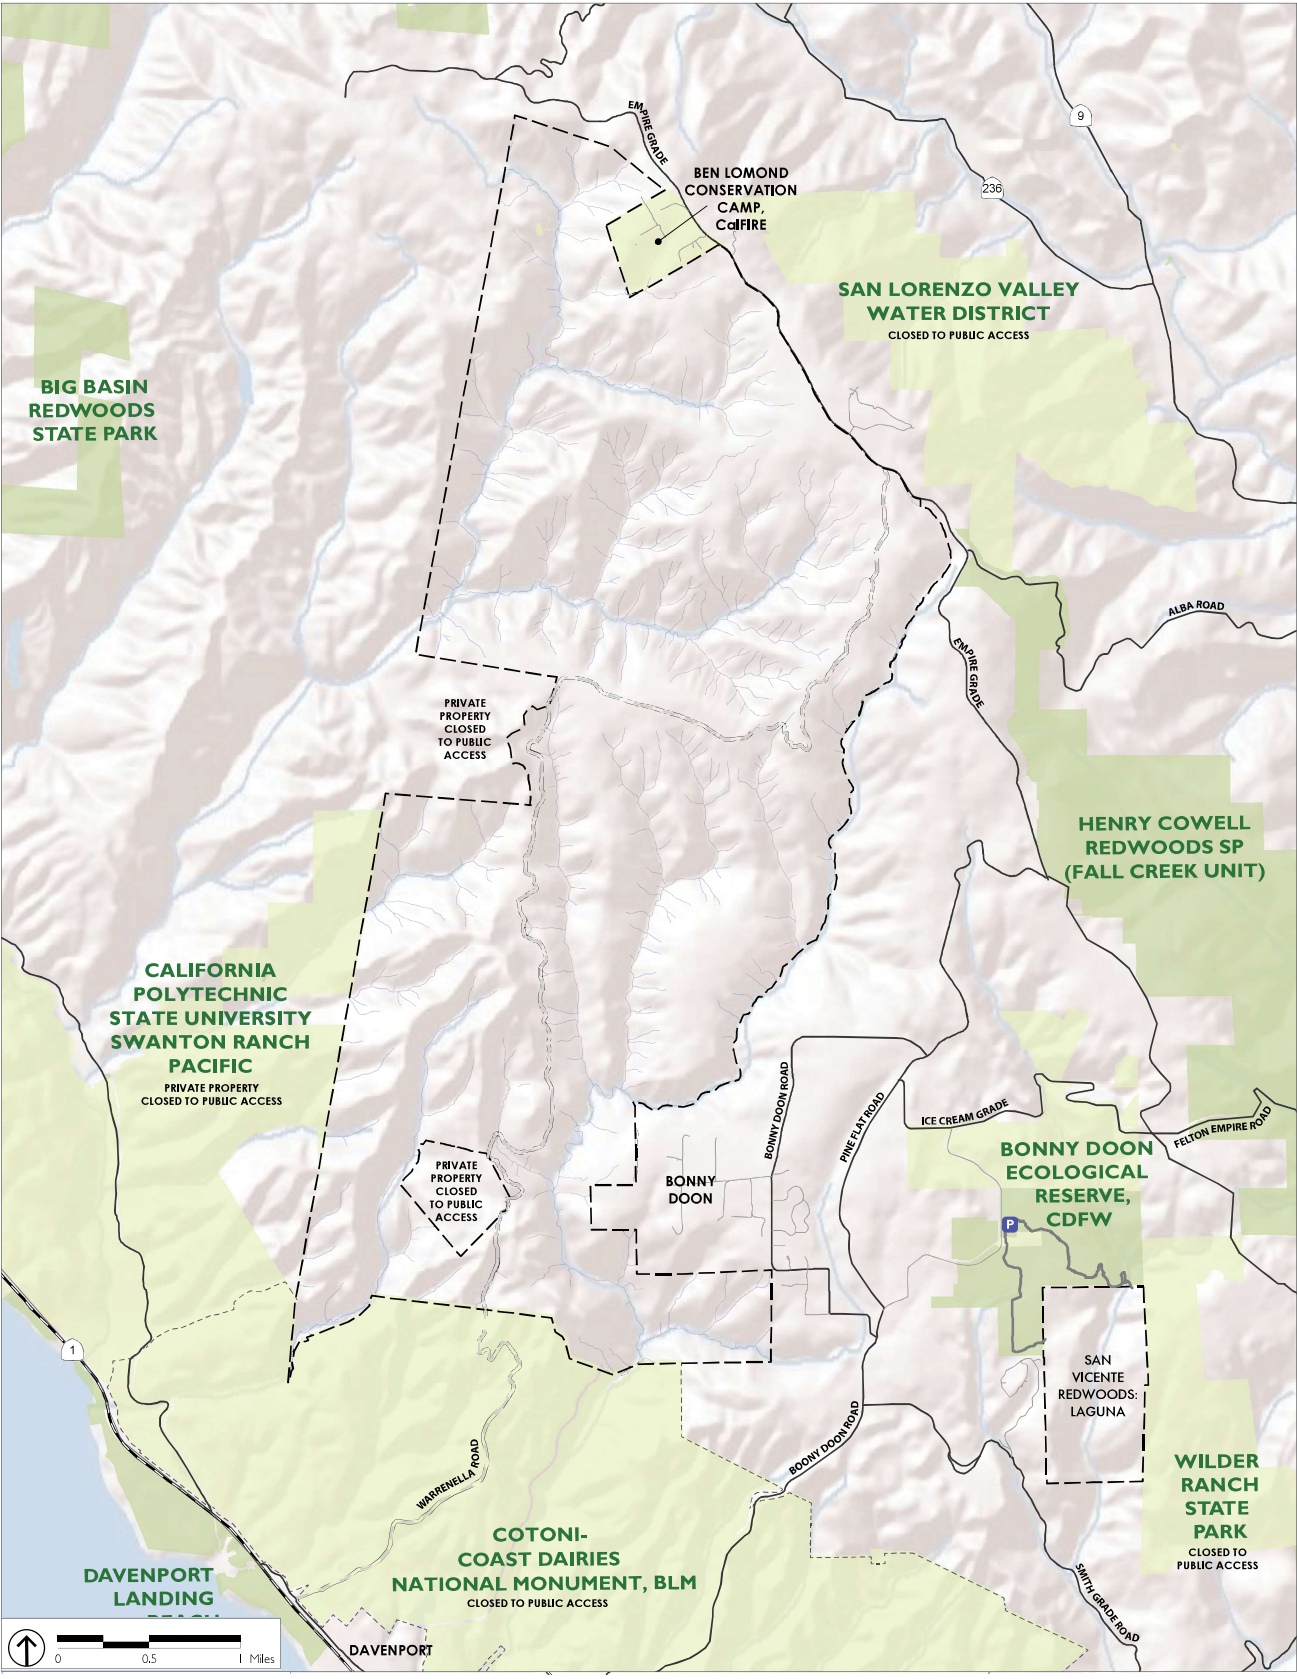 EMPIRE GRADE
9
BEN LOMOND
CONSERVATION
CAMP,
CalFIRE
236
SAN LORENZO VALLEY
WATER DISTRICT
CLOSED TO PUBLIC ACCESS
BIG BASIN
REDWOODS
STATE PARK
ALBA ROAD
EMPIRE GRADE
PRIVATE
PROPERTY
CLOSED
TO PUBLIC
ACCESS
HENRY COWELL
REDWOODS SP
(FALL CREEK UNIT)
CALIFORNIA
POLYTECHNIC
STATE UNIVERSITY
SWANTON RANCH
PACIFIC
PRIVATE PROPERTY
CLOSED TO PUBLIC ACCESS
BONNY DOON ROAD
PINE FLAT ROAD
ICE CREAM GRADE
FELTON EMPIRE ROAD
BONNY DOON
ECOLOGICAL
RESERVE,
CDFW
P
PRIVATE
PROPERTY
CLOSED
TO PUBLIC
ACCESS
BONNY
DOON
1
SAN
VICENTE
REDWOODS:
LAGUNA
WARRENELLA ROAD
BOONY DOON ROAD
WILDER
RANCH
STATE
PARK
CLOSED TO
PUBLIC ACCESS
COTONI-
COAST DAIRIES
NATIONAL MONUMENT, BLM
CLOSED TO PUBLIC ACCESS
SMITH GRADE ROAD
DAVENPORT
LANDING
BEACH
DAVENPORT
0 0.5 1 Miles